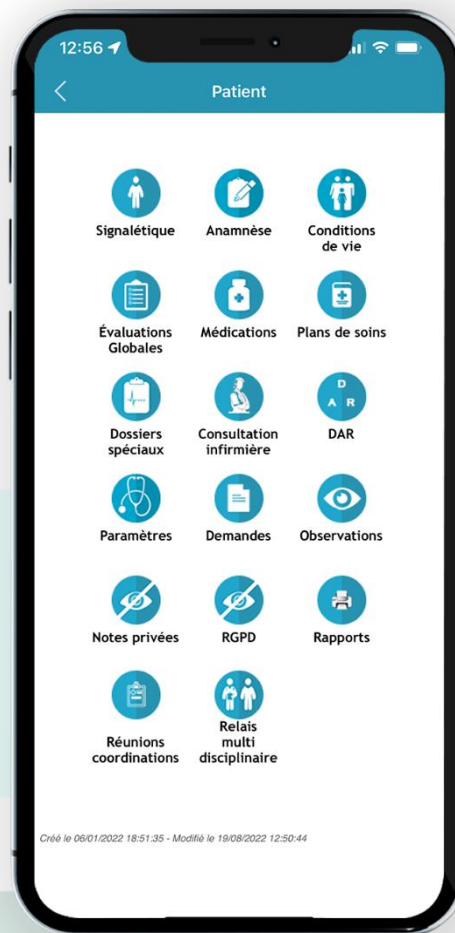 12:56
Patient
Signalétique
Anamnèse
Conditions
de vie
Évaluations
Globales
Médications
Plans de soins
Dossiers
spéciaux
Consultation
infirmière
D
A R
DAR
Paramètres
Demandes
Observations
Notes privées
RGPD
Rapports
Réunions
coordinations
Relais
multi
disciplinaire
Créé le 06/01/2022 18:51:35 - Modifié le 19/08/2022 12:50:44